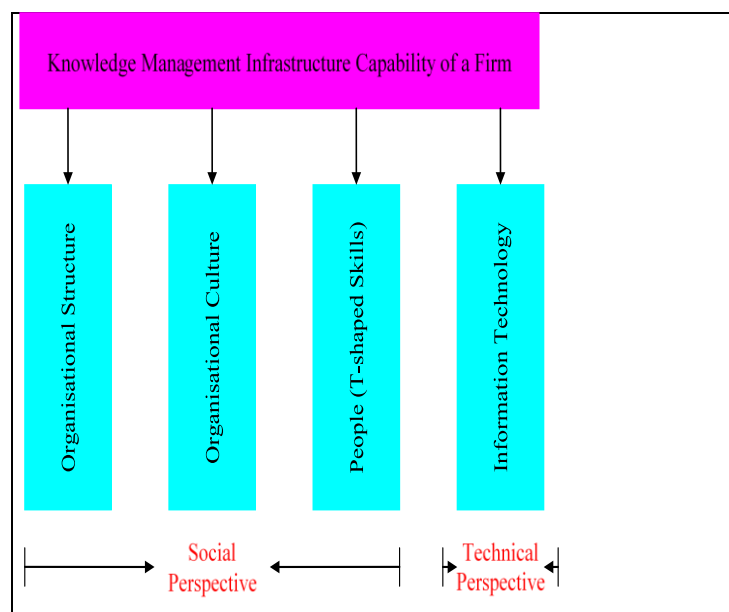 Knowledge Management Infrastructure Capability of a Firm
Organisational Structure
Organisational Culture
People (T-shaped Skills)
Information Technology
Social
Perspective
Technical
Perspective